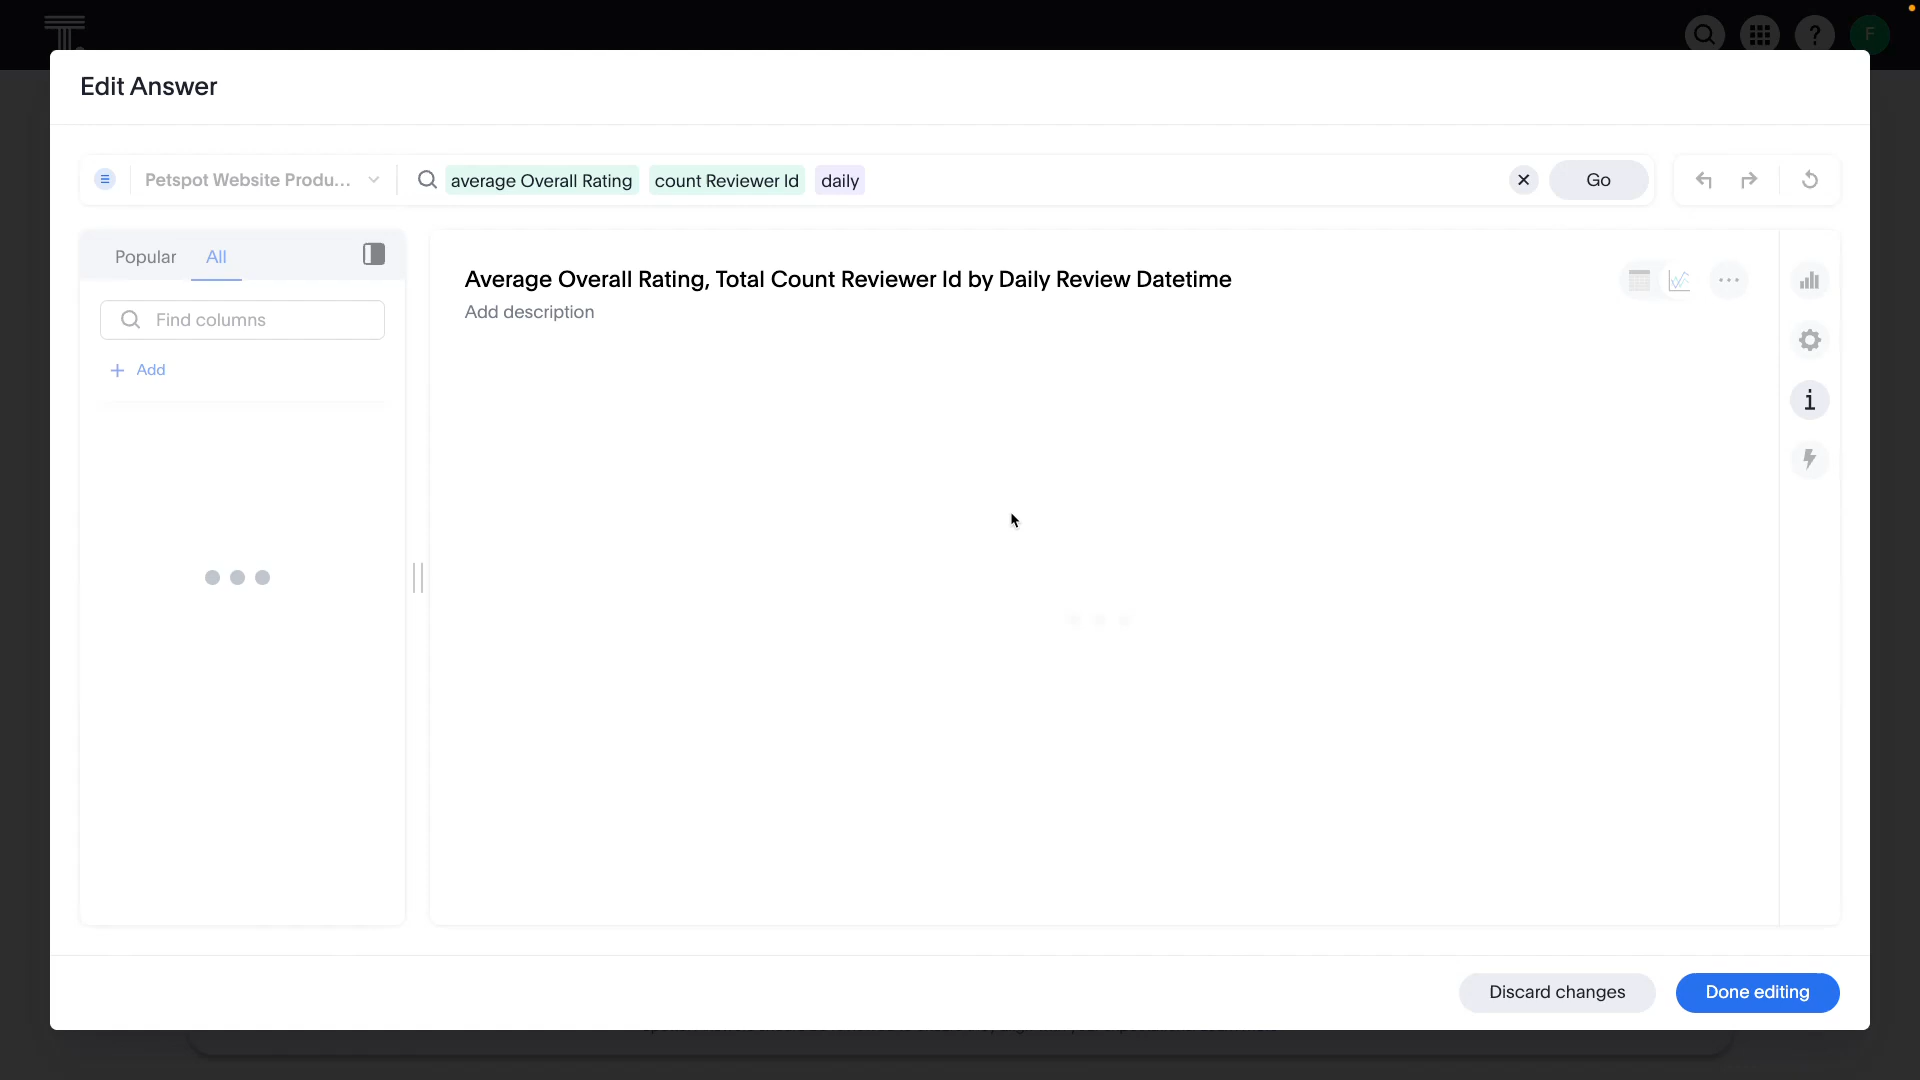 T.
?
F
Edit Answer
Petspot Website Produ...
average Overall Rating count Reviewer Id daily
Go
Popular
All
Find columns
+ Add
Average Overall Rating, Total Count Reviewer Id by Daily Review Datetime
Add description
Discard changes
Done editing